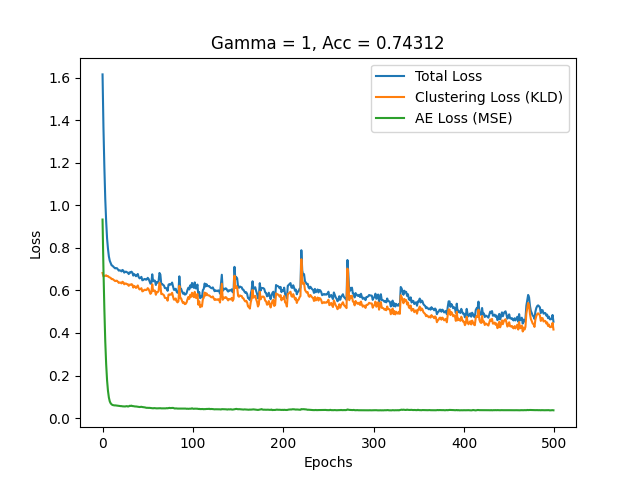 Gamma = 1, Acc = 0.74312
Total Loss
Clustering Loss (KLD)
AE Loss (MSE)
Loss
1.6
1.4
1.2
1.0
0.8
0.6
0.4
0.2
0.0
0 100 200 300 400 500
Epochs